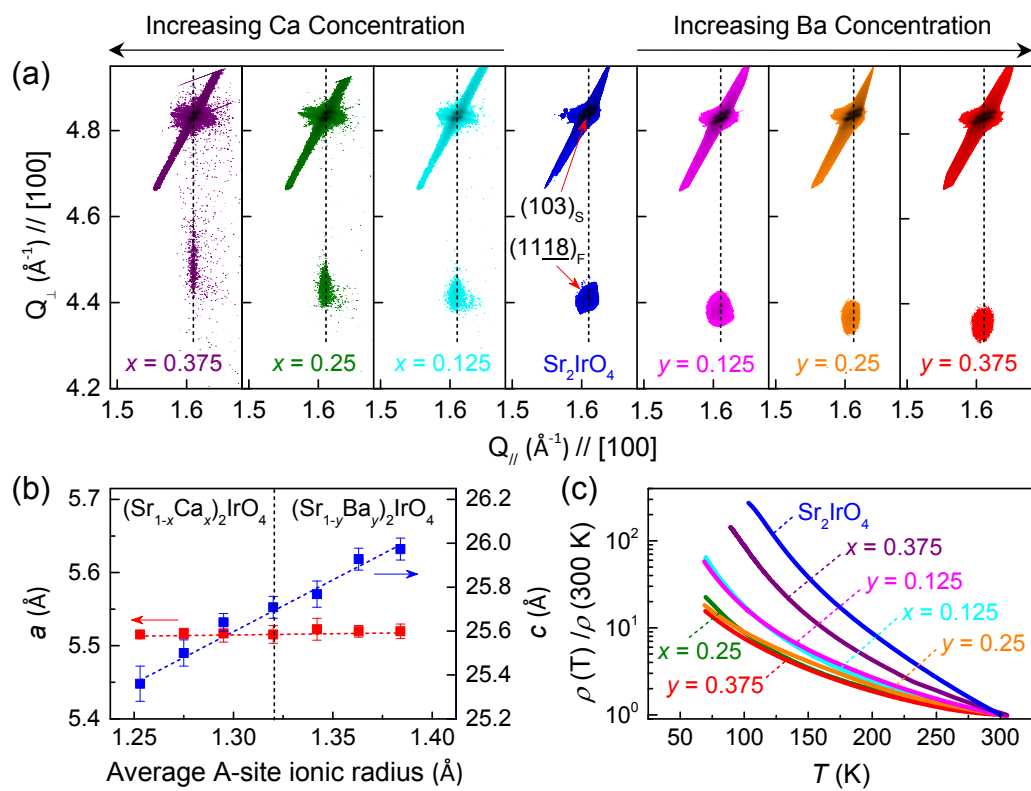 Increasing Ca Concentration
Increasing Ba Concentration
(a)
Q⊥ (Å⁻¹) // [100]
4.8
4.6
4.4
4.2
(103)S
(1118)F
x = 0.375
x = 0.25
x = 0.125
Sr₂IrO₄
y = 0.125
y = 0.25
y = 0.375
1.5 1.6 1.5 1.6 1.5 1.6 1.5 1.6 1.5 1.6 1.5 1.6 1.5 1.6
Q// (Å⁻¹) // [100]
(b)
(Sr₁₋ₓCaₓ)₂IrO₄
(Sr1-yBay)₂IrO₄
a (Å)
5.7
5.6
5.5
5.4
c (Å)
26.2
26.0
25.8
25.6
25.4
25.2
1.25 1.30 1.35 1.40
Average A-site ionic radius (Å)
(c)
ρ (T) / ρ (300 K)
10²
10¹
10⁰
Sr₂IrO₄
x = 0.375
y = 0.125
x = 0.125
x = 0.25
y = 0.25
y = 0.375
50 100 150 200 250 300
T (K)